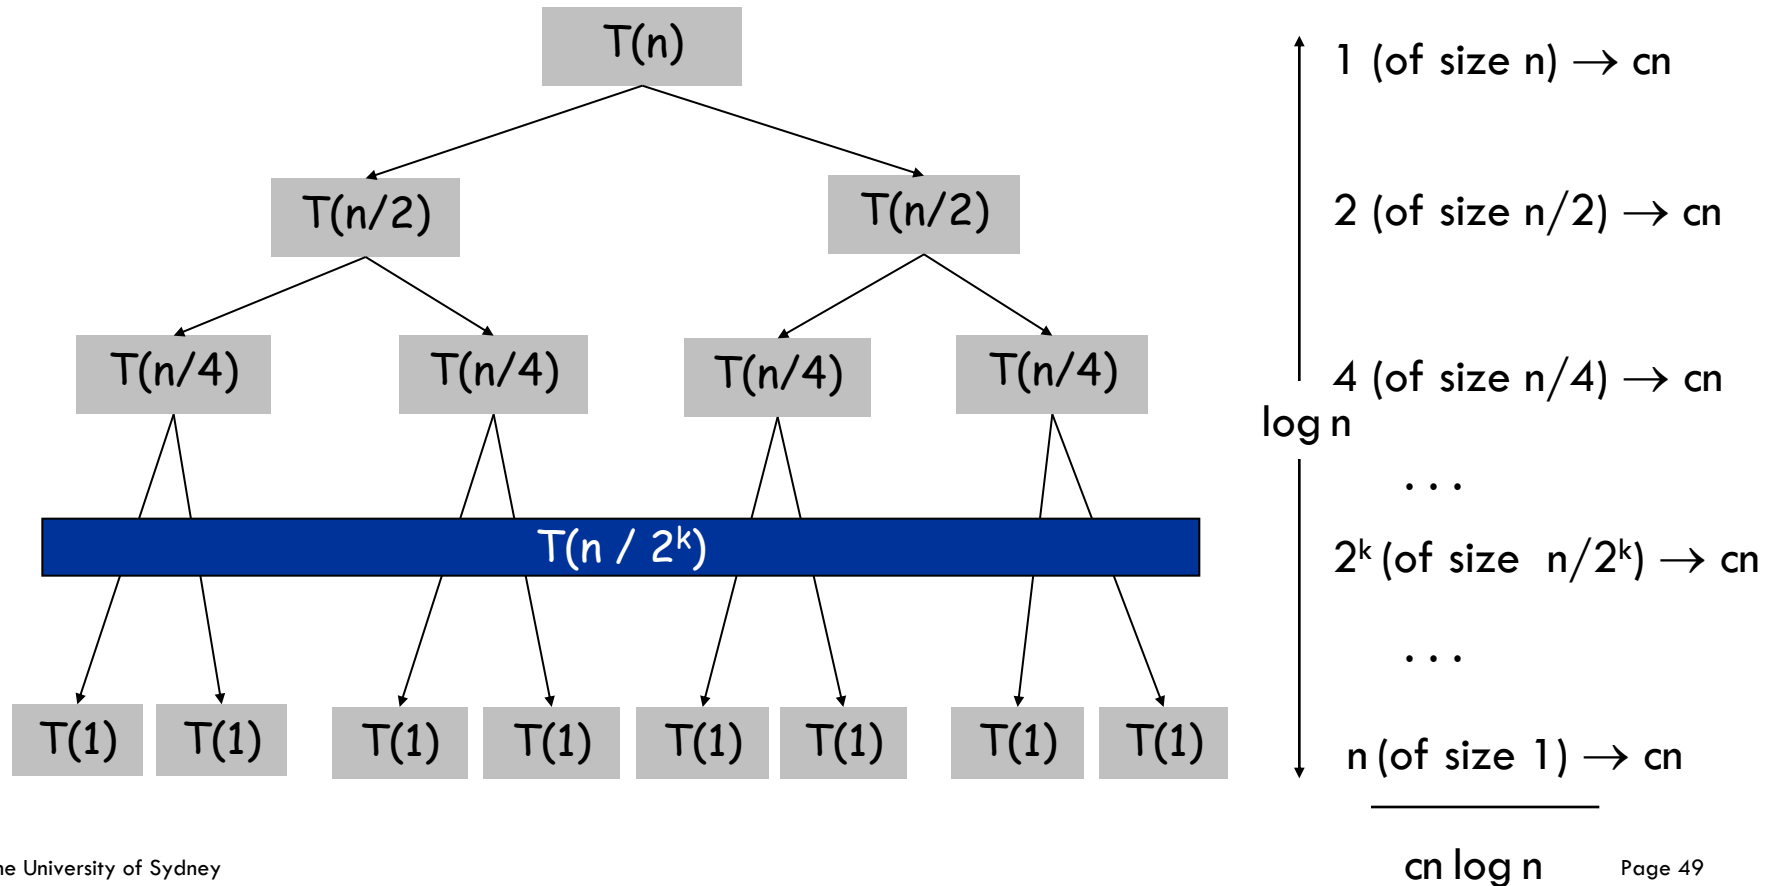 T(n)
1 (of size n) → cn
T(n/2) T(n/2)
2 (of size n/2) → cn
T(n/4) T(n/4) T(n/4) T(n/4)
4 (of size n/4) → cn
log n
. . .
T(n / 2ᵏ)
2ᵏ (of size n/2ᵏ) → cn
. . .
T(1) T(1) T(1) T(1) T(1) T(1) T(1) T(1)
n (of size 1) → cn
cn log n
ne University of Sydney
Page 49